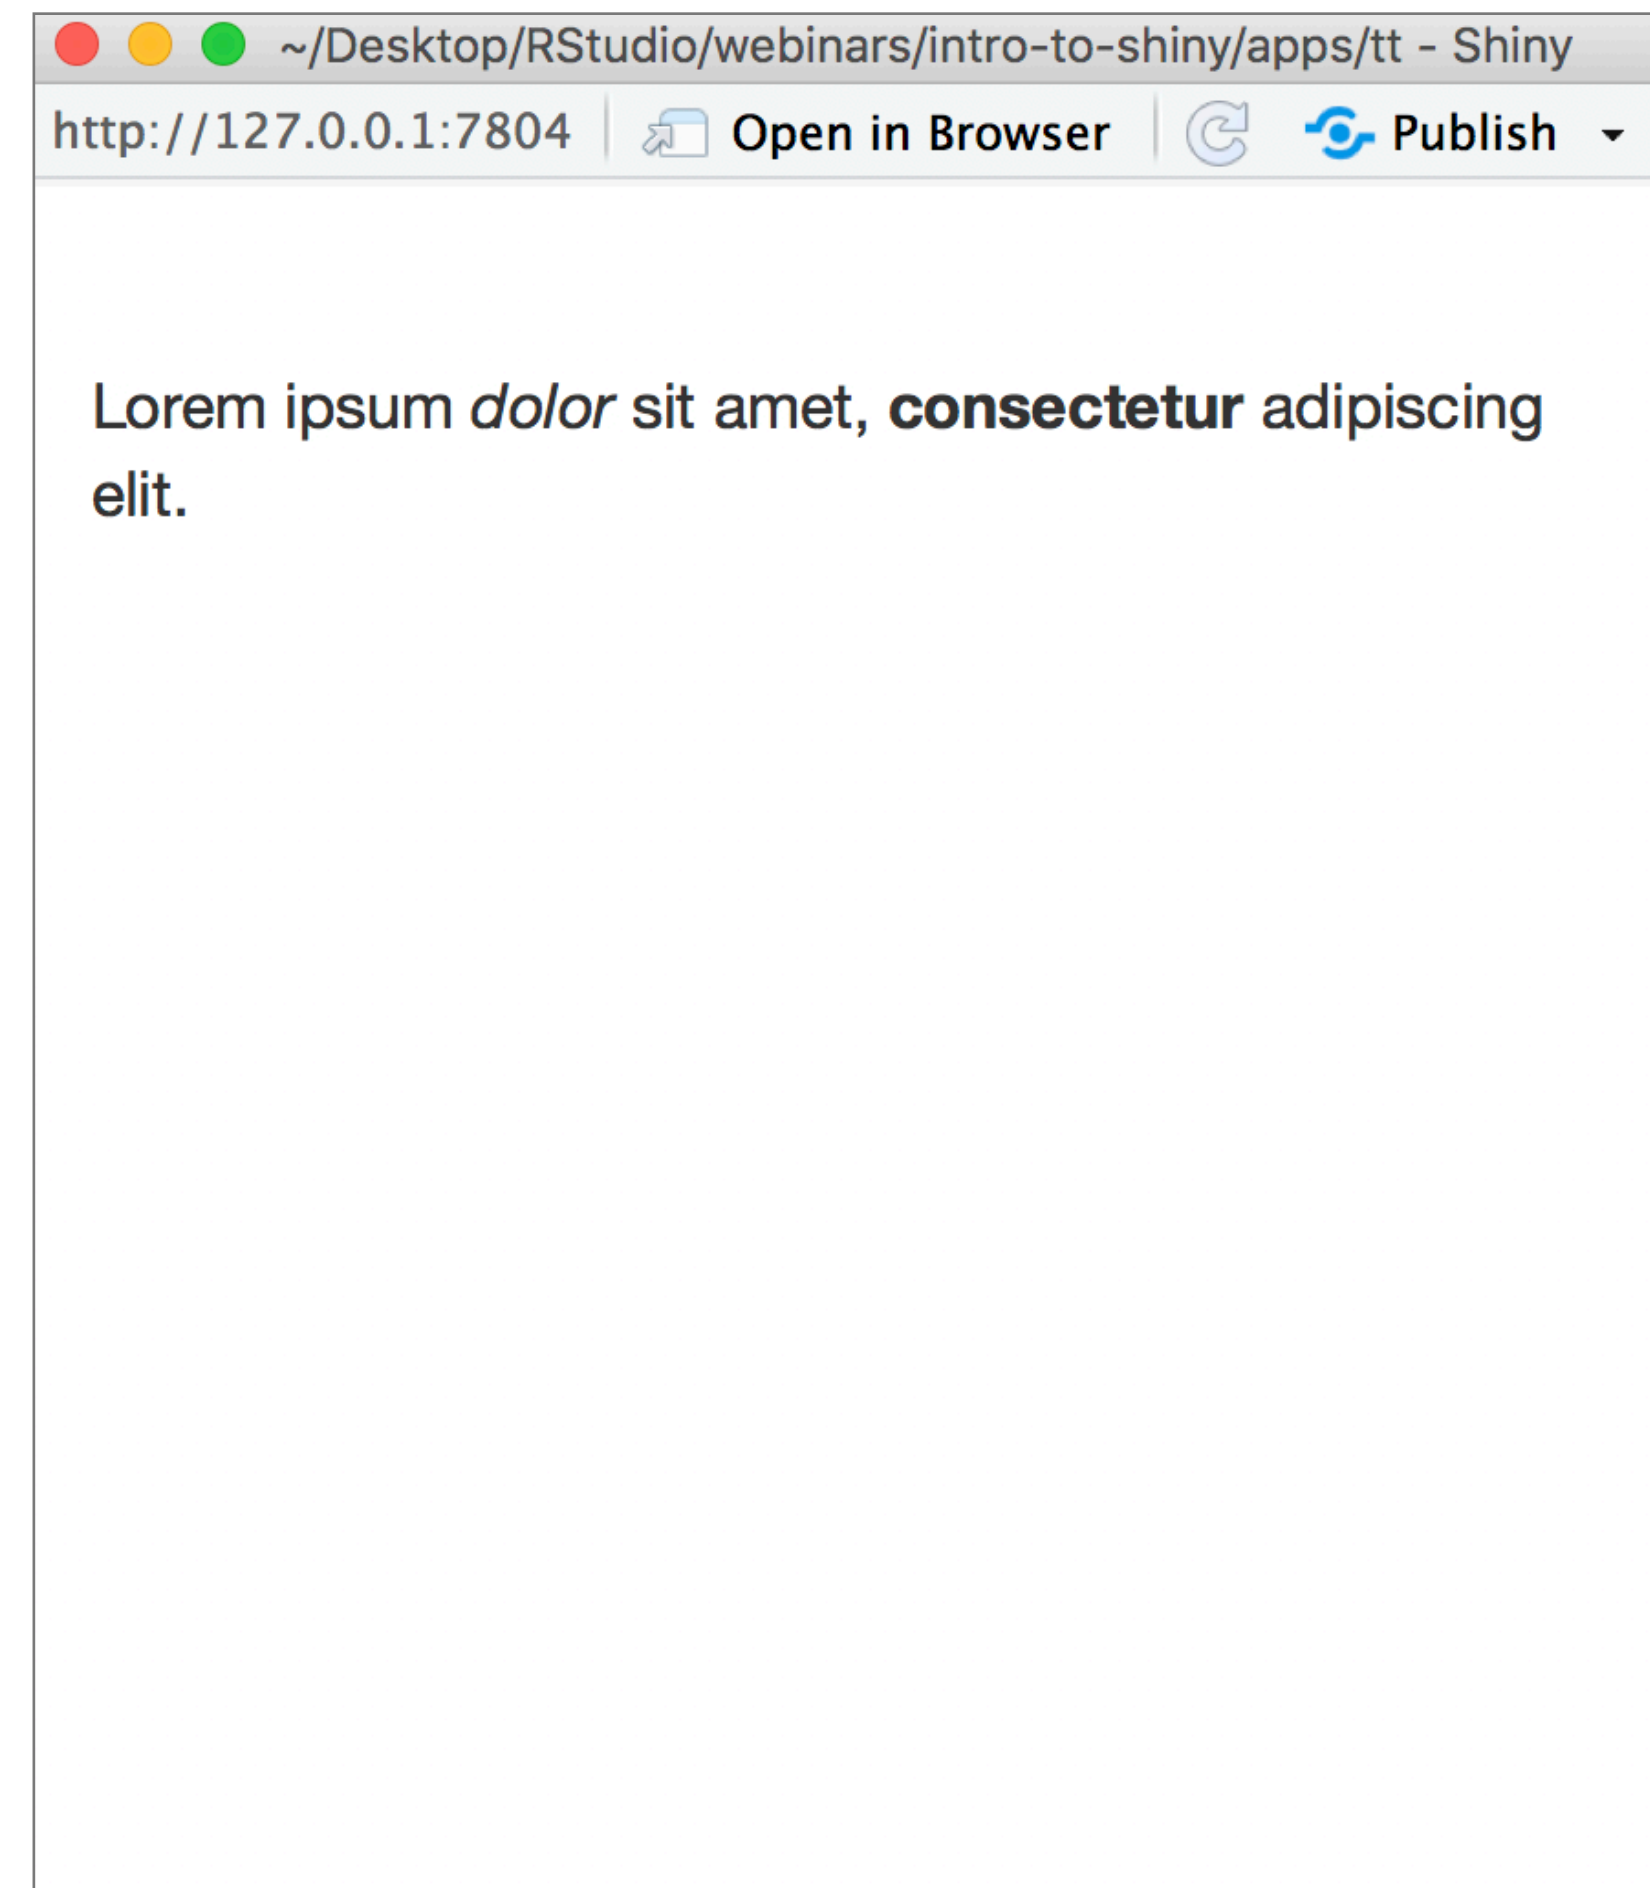 ~/Desktop/RStudio/webinars/intro-to-shiny/apps/tt - Shiny
http://127.0.0.1:7804 Open in Browser Publish
Lorem ipsum dolor sit amet, consectetur adipiscing
elit.